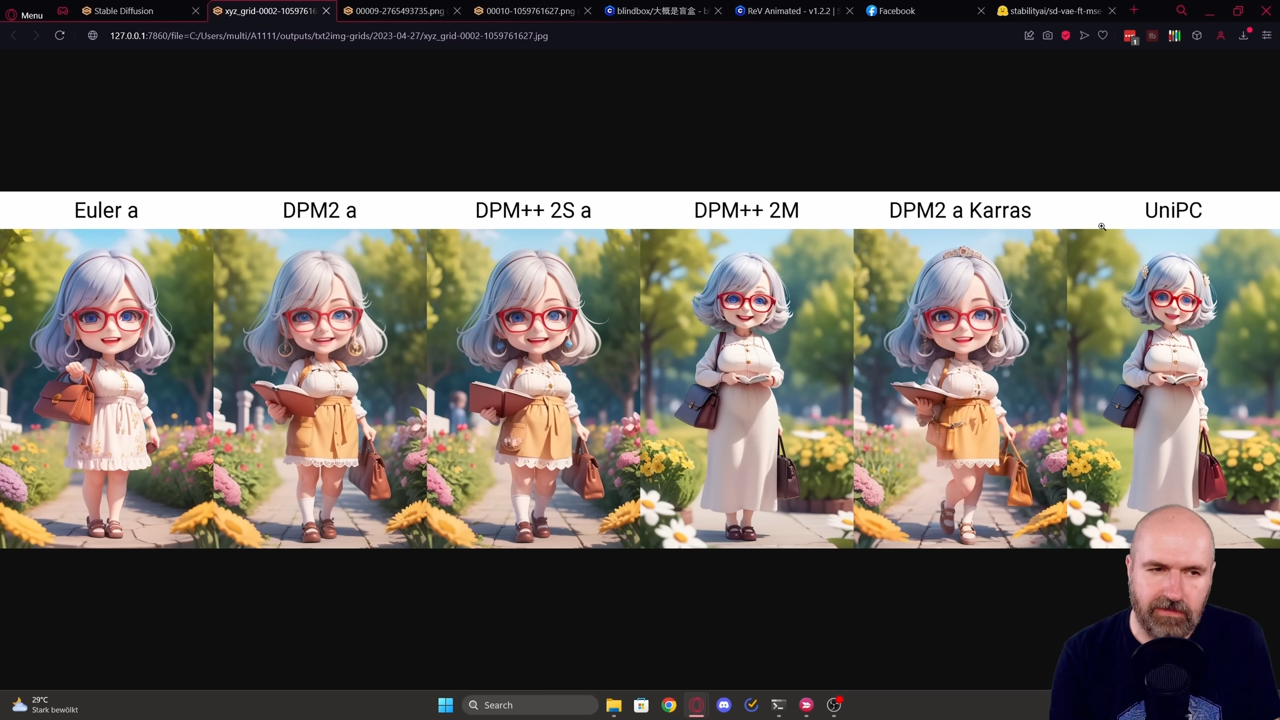 Menu
Stable Diffusion
xyz_grid-0002-10597616
00009-2765493735.png
00010-1059761627.png
blindbox/大概是盲盒 - b
ReV Animated - v1.2.2 | S
Facebook
stabilityai/sd-vae-ft-mse
127.0.0.1:7860/file=C:/Users/multi/A1111/outputs/txt2img-grids/2023-04-27/xyz_grid-0002-1059761627.jpg
1
Euler a
DPM2 a
DPM++ 2S a
DPM++ 2M
DPM2 a Karras
UniPC
29°C
Stark bewölkt
Search